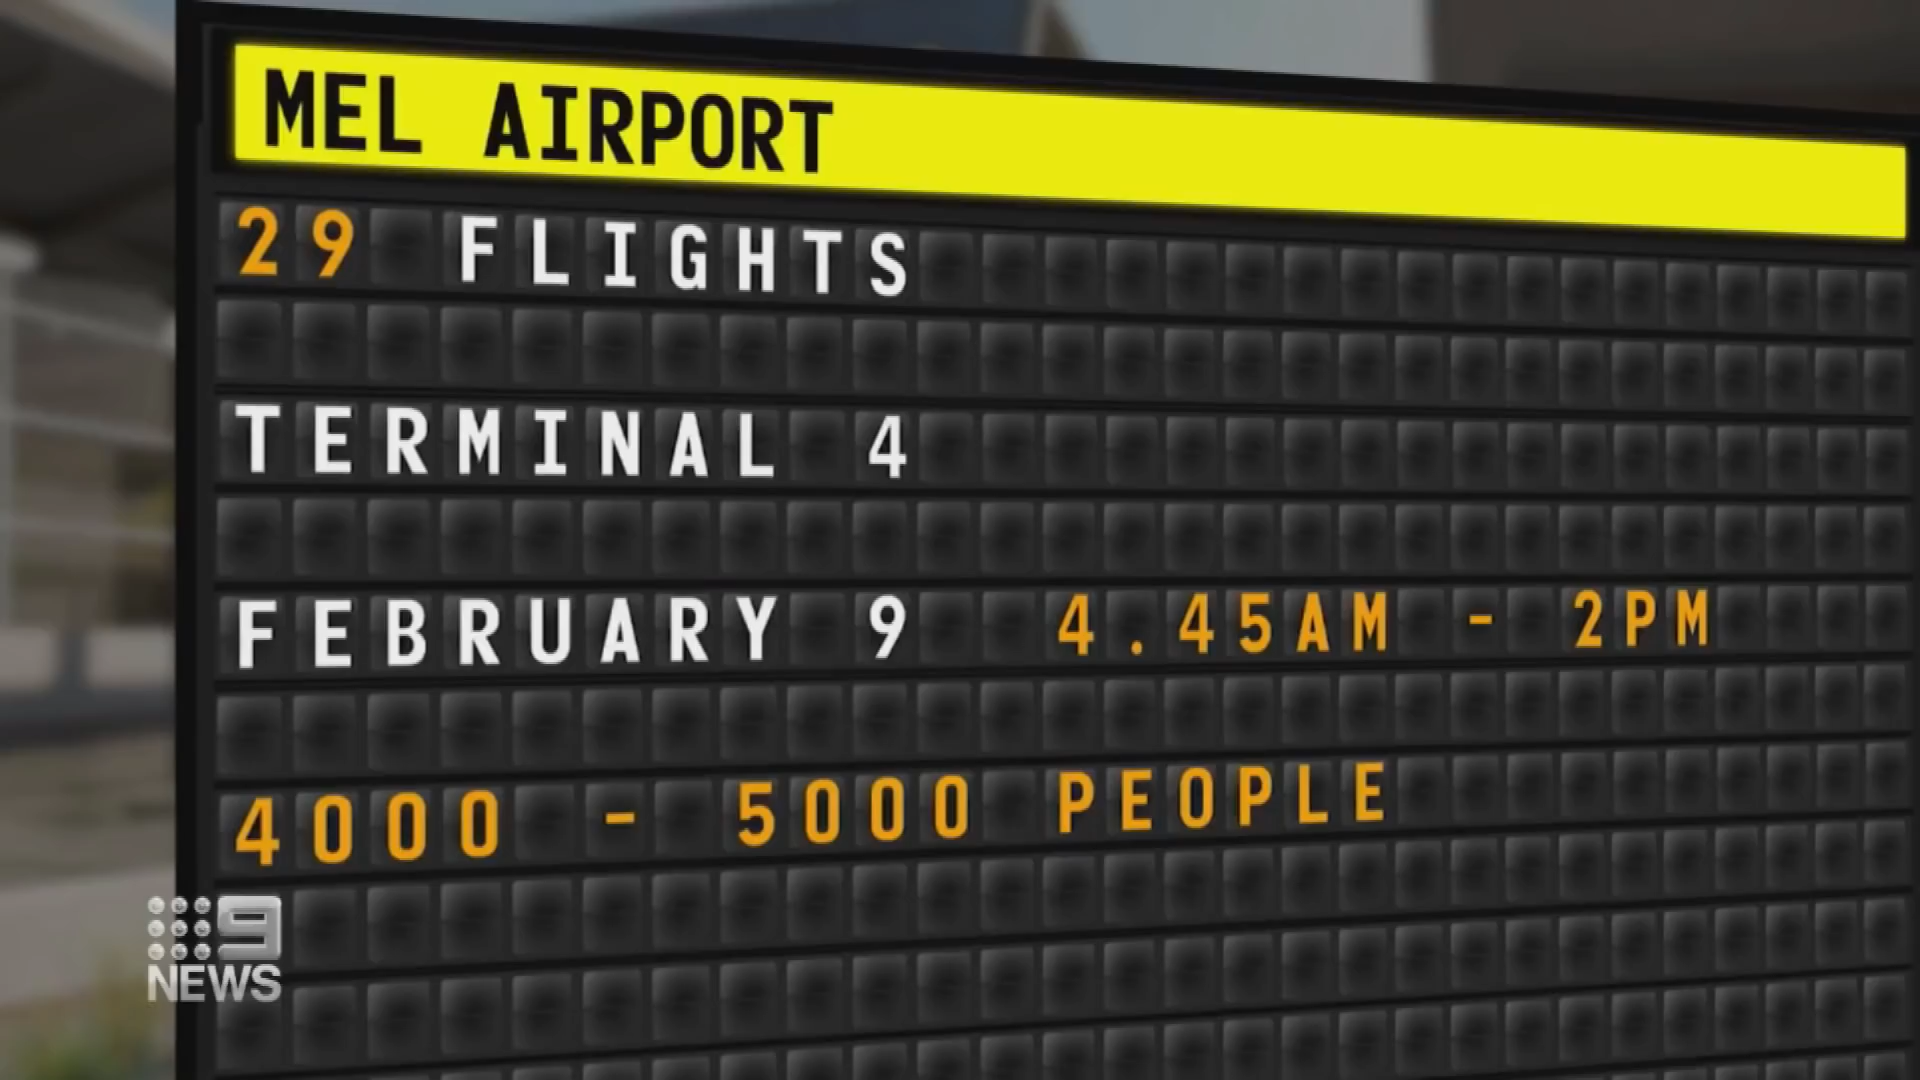 MEL AIRPORT
29 FLIGHTS
TERMINAL 4
FEBRUARY 9 4.45AM - 2PM
4000 - 5000 PEOPLE
9
NEWS